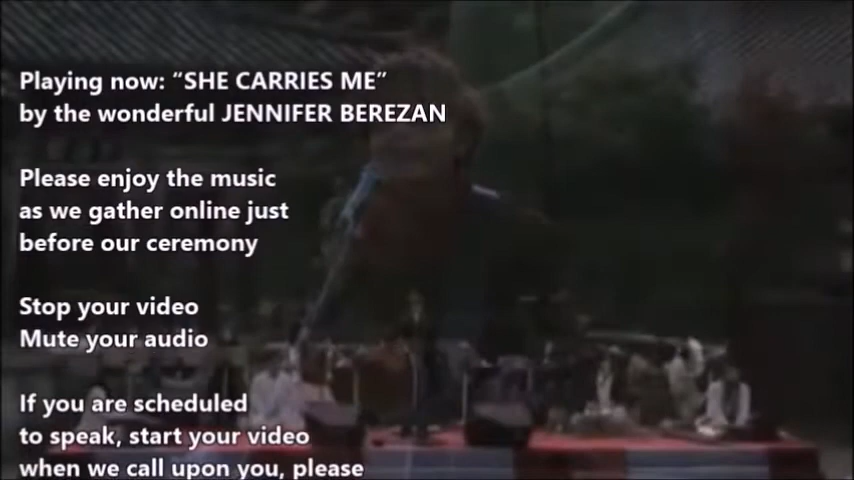 Playing now: “SHE CARRIES ME”
by the wonderful JENNIFER BEREZAN
Please enjoy the music
as we gather online just
before our ceremony
Stop your video
Mute your audio
If you are scheduled
to speak, start your video
when we call upon you, please